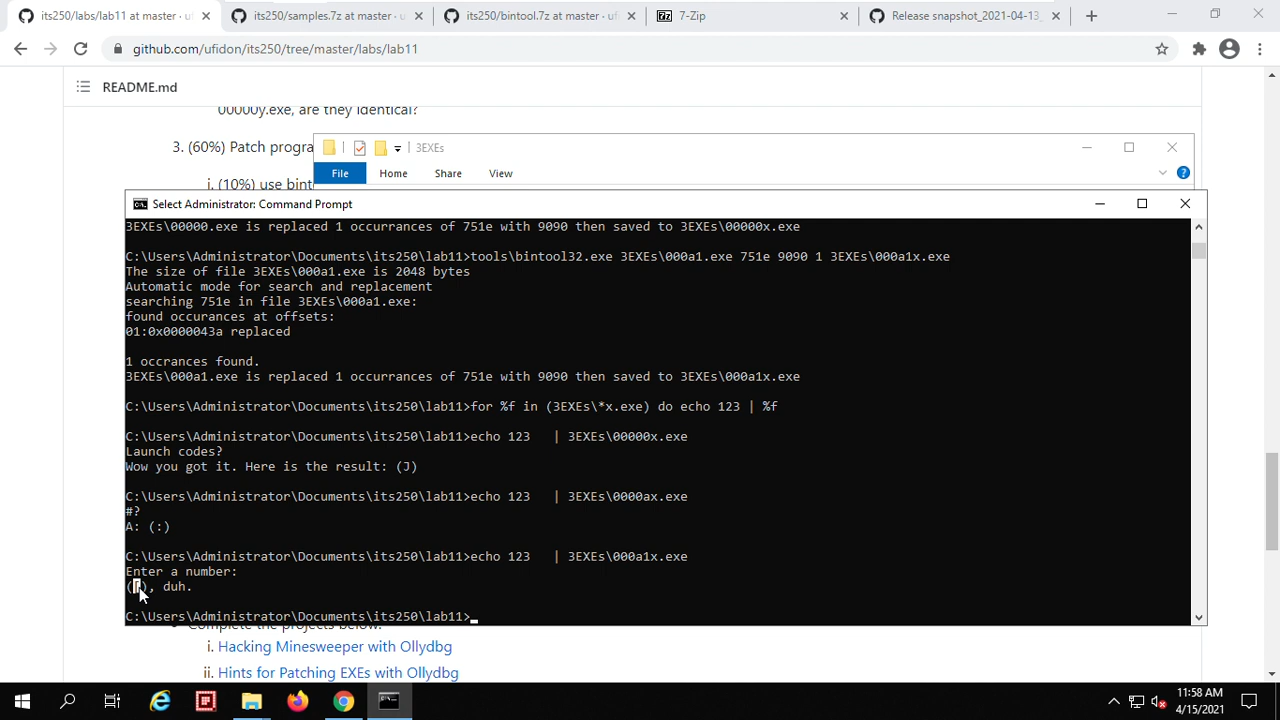 its250/labs/lab11 at master · u
its250/samples.7z at master · u
its250/bintool.7z at master · uf
7-Zip
Release snapshot_2021-04-13_
github.com/ufidon/its250/tree/master/labs/lab11
README.md
00000y.exe, are they identical?
3. (60%) Patch progra
3EXEs
File Home Share View
i. (10%) use bint
Select Administrator: Command Prompt
3EXEs\00000.exe is replaced 1 occurrances of 751e with 9090 then saved to 3EXEs\00000x.exe
C:\Users\Administrator\Documents\its250\lab11>tools\bintool32.exe 3EXEs\000a1.exe 751e 9090 1 3EXEs\000a1x.exe
The size of file 3EXEs\000a1.exe is 2048 bytes
Automatic mode for search and replacement
searching 751e in file 3EXEs\000a1.exe:
found occurances at offsets:
01:0x0000043a replaced
1 occrances found.
3EXEs\000a1.exe is replaced 1 occurrances of 751e with 9090 then saved to 3EXEs\000a1x.exe
C:\Users\Administrator\Documents\its250\lab11>for %f in (3EXEs\*x.exe) do echo 123 | %f
C:\Users\Administrator\Documents\its250\lab11>echo 123   | 3EXEs\00000x.exe
Launch codes?
Wow you got it. Here is the result: (J)
C:\Users\Administrator\Documents\its250\lab11>echo 123   | 3EXEs\0000ax.exe
#?
A: (:)
C:\Users\Administrator\Documents\its250\lab11>echo 123   | 3EXEs\000a1x.exe
Enter a number:
), duh.
C:\Users\Administrator\Documents\its250\lab11>
Complete the projects below:
i. Hacking Minesweeper with Ollydbg
ii. Hints for Patching EXEs with Ollydbg
11:58 AM
4/15/2021